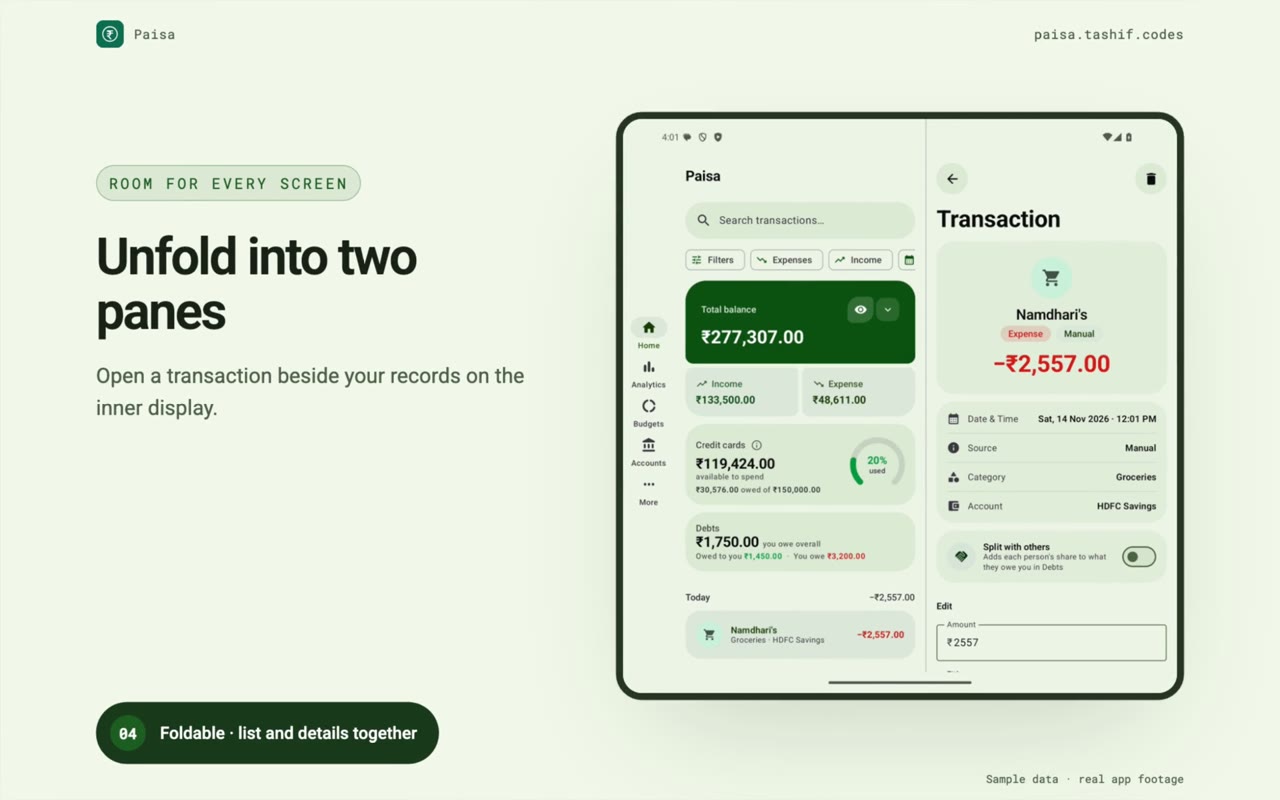 Paisa
paisa.tashif.codes
ROOM FOR EVERY SCREEN
Unfold into two
panes
Open a transaction beside your records on the
inner display.
04 Foldable · list and details together
4:01
Paisa
Search transactions...
Filters Expenses Income
Total balance
₹277,307.00
Income
₹133,500.00
Expense
₹48,611.00
Credit cards
₹119,424.00
available to spend
₹30,576.00 owed of ₹150,000.00
20%
used
Debts
₹1,750.00 you owe overall
Owed to you ₹1,450.00 · You owe ₹3,200.00
Today −₹2,557.00
Namdhari's
Groceries · HDFC Savings
−₹2,557.00
Home
Analytics
Budgets
Accounts
More
Transaction
Namdhari's
Expense Manual
−₹2,557.00
Date & Time Sat, 14 Nov 2026 · 12:01 PM
Source Manual
Category Groceries
Account HDFC Savings
Split with others
Adds each person's share to what
they owe you in Debts
Edit
Amount
₹2557
Sample data · real app footage